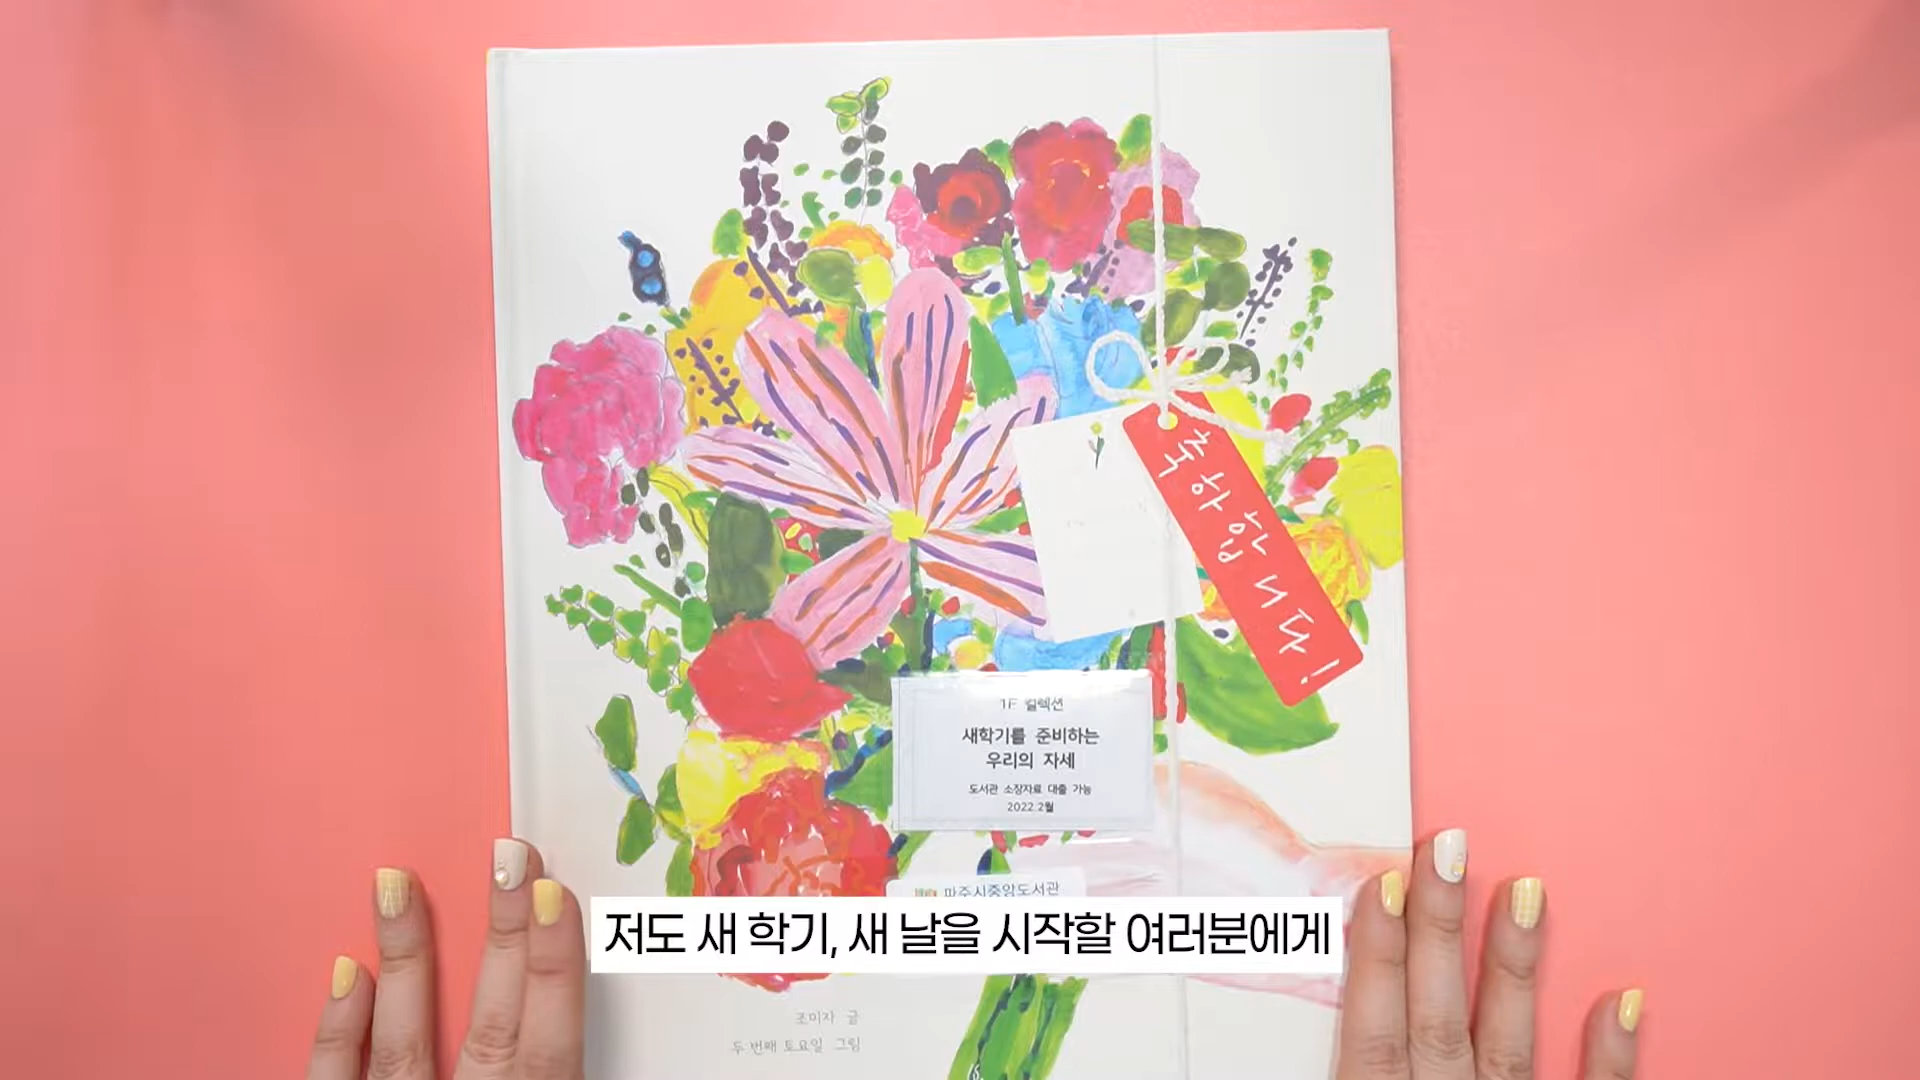 축하합니다!
1F 컬렉션
새학기를 준비하는
우리의 자세
도서관 소장자료 대출 가능
2022.2월
파주시중앙도서관
저도 새 학기, 새 날을 시작할 여러분에게
조미자 글
두 번째 토요일 그림